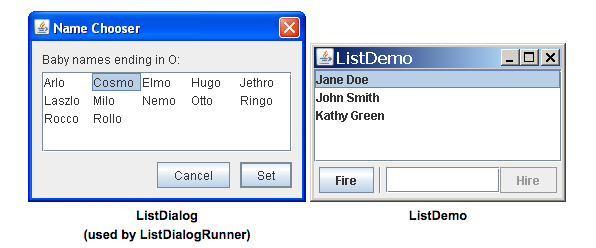 Name Chooser
Baby names ending in O:
Arlo Cosmo Elmo Hugo Jethro
Laszlo Milo Nemo Otto Ringo
Rocco Rollo
Cancel Set
ListDialog
(used by ListDialogRunner)
ListDemo
Jane Doe
John Smith
Kathy Green
Fire Hire
ListDemo